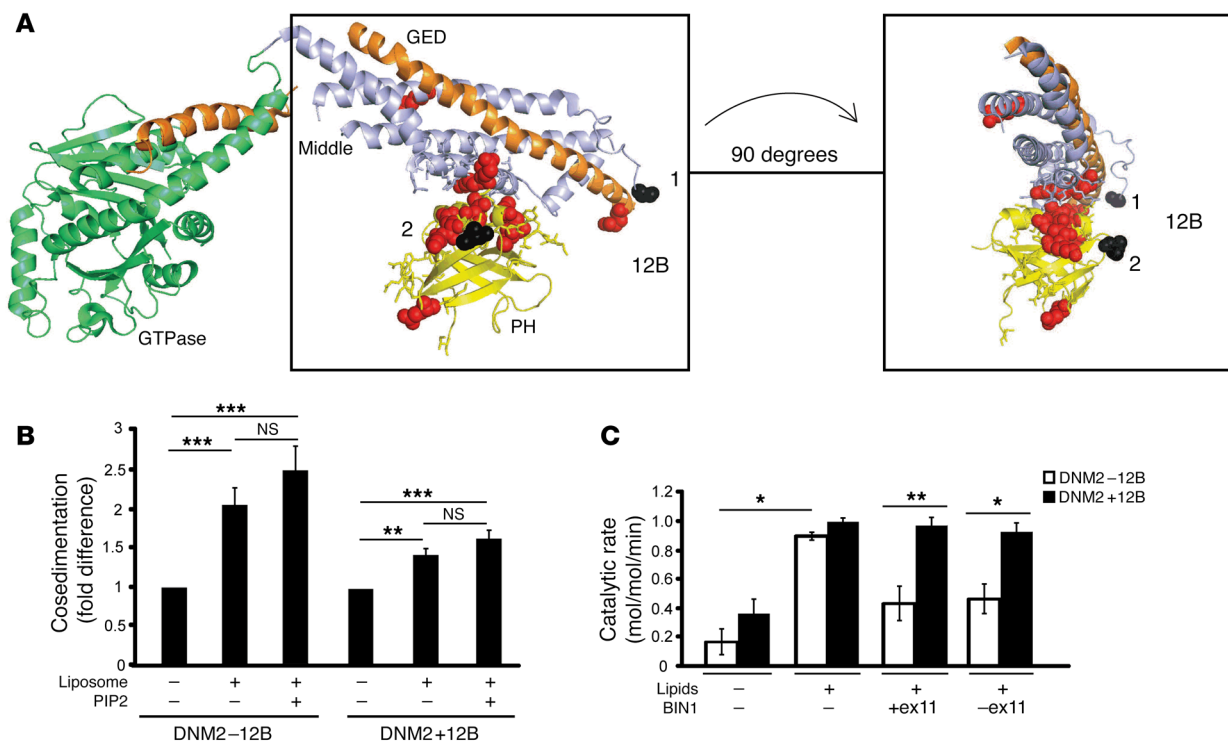 A
GED
Middle
1
2
12B
PH
GTPase
90 degrees
1
12B
2
B
Cosedimentation
(fold difference)
3
2.5
2
1.5
1
0.5
0
***
***
NS
***
**
NS
Liposome – + + – + +
PIP2 – – + – – +
DNM2–12B DNM2+12B
C
DNM2–12B
DNM2+12B
Catalytic rate
(mol/mol/min)
1.2
1.0
0.8
0.6
0.4
0.2
0
*
**
*
Lipids – + + +
BIN1 – – +ex11 –ex11